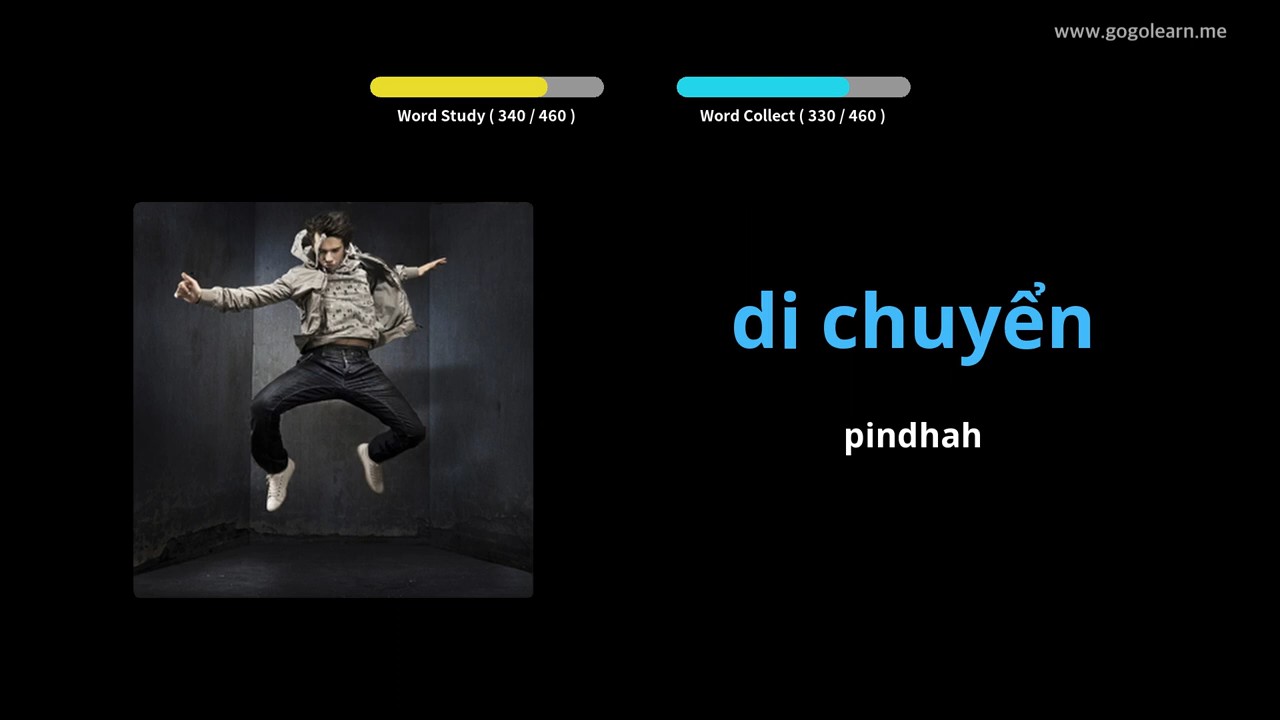 www.gogolearn.me
Word Study ( 340 / 460 )
Word Collect ( 330 / 460 )
di chuyển
pindhah